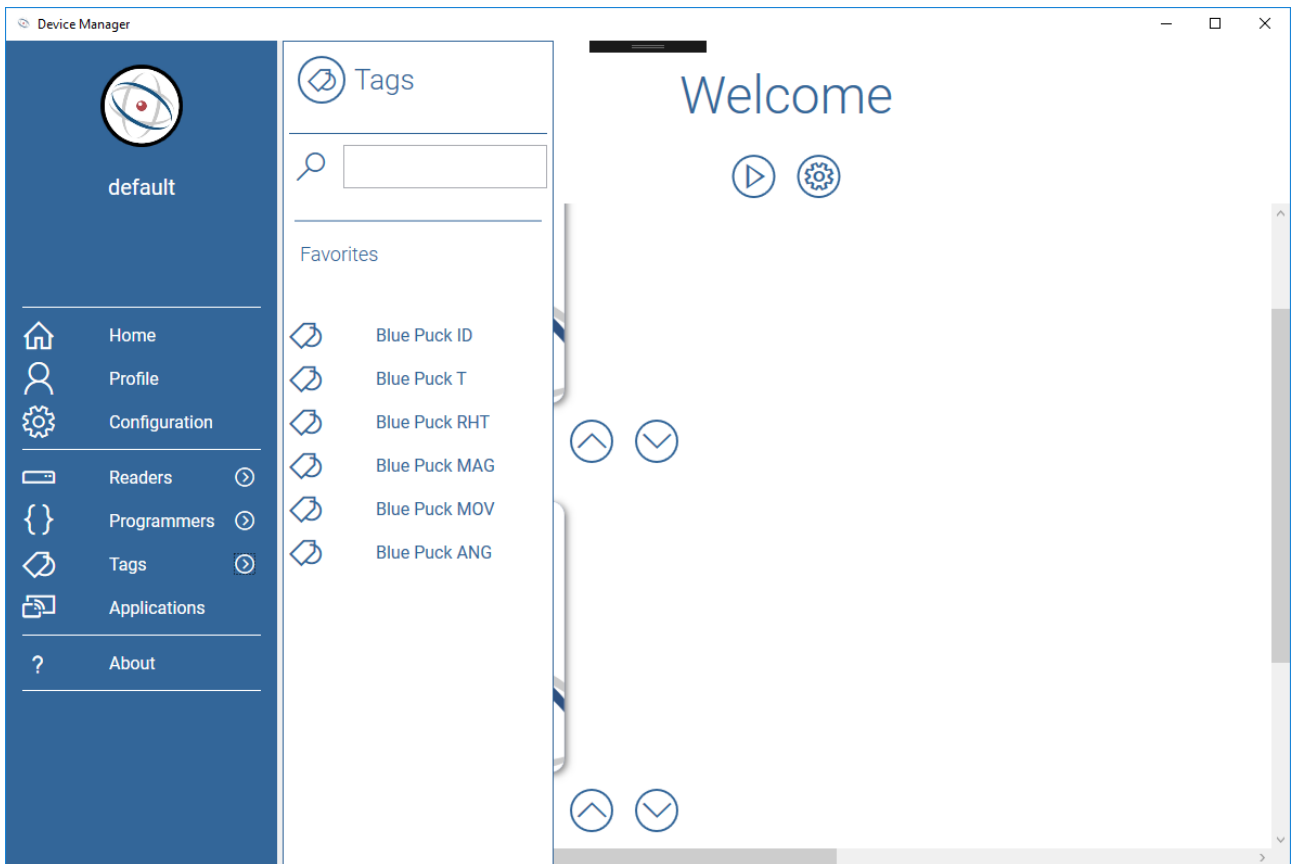 Device Manager
default
Home
Profile
Configuration
Readers
Programmers
Tags
Applications
? About
Tags
Favorites
Blue Puck ID
Blue Puck T
Blue Puck RHT
Blue Puck MAG
Blue Puck MOV
Blue Puck ANG
Welcome